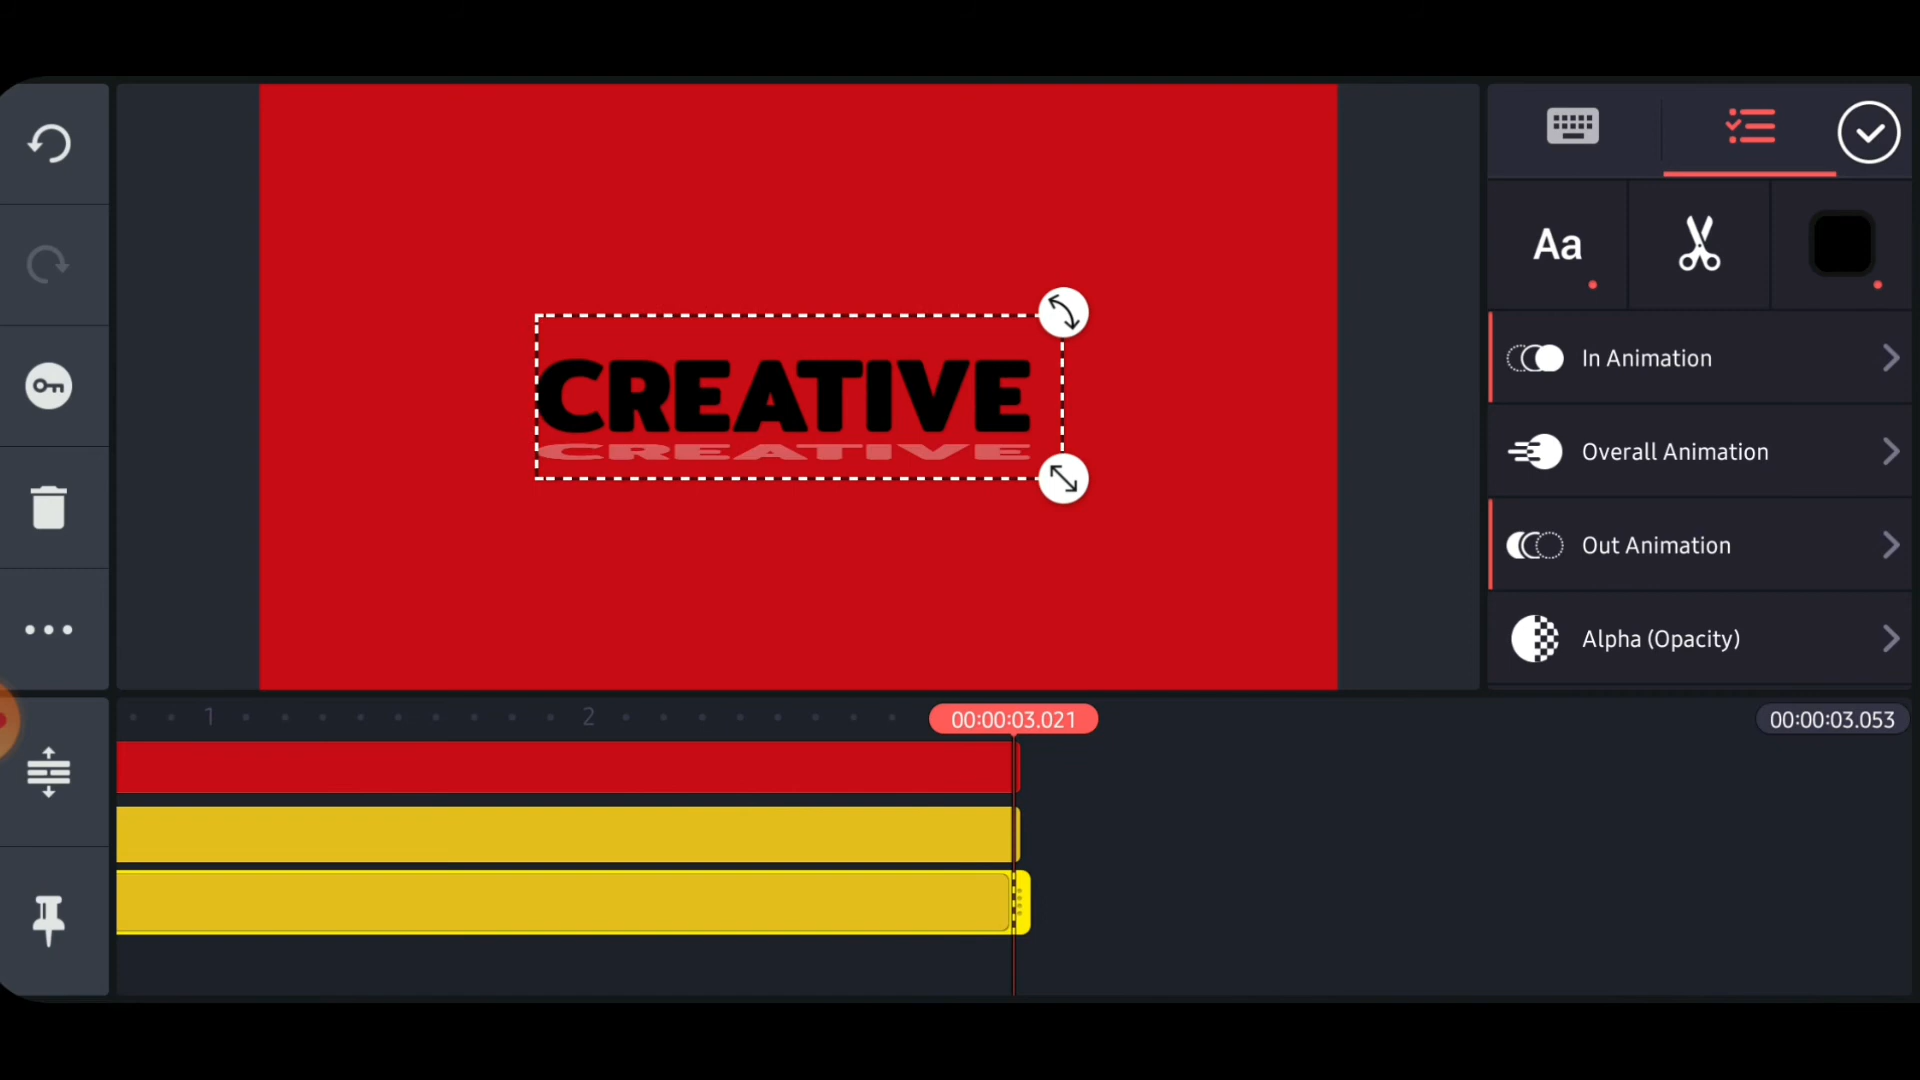 Aa
In Animation
CREATIVE
CREATIVE
Overall Animation
Out Animation
Alpha (Opacity)
1
2
00:00:03.021
00:00:03.053